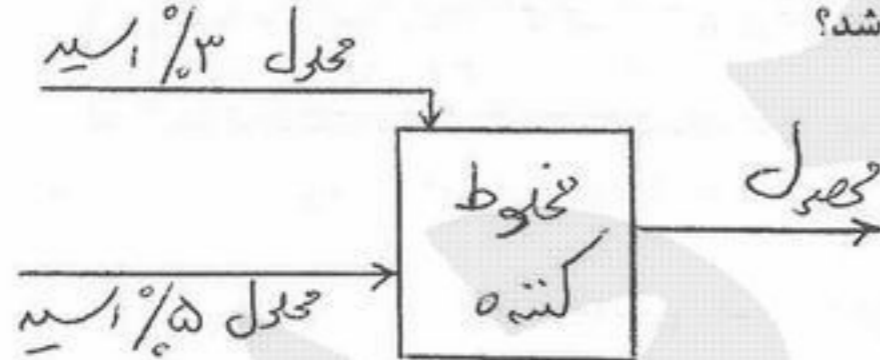 شد؟
محلول ۳٪ اسید
مخلوط
کننده
محصول
محلول ۵٪ اسید